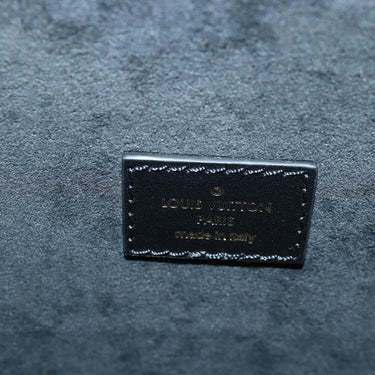 ®
LOUIS VUITTON
PARIS
made in Italy